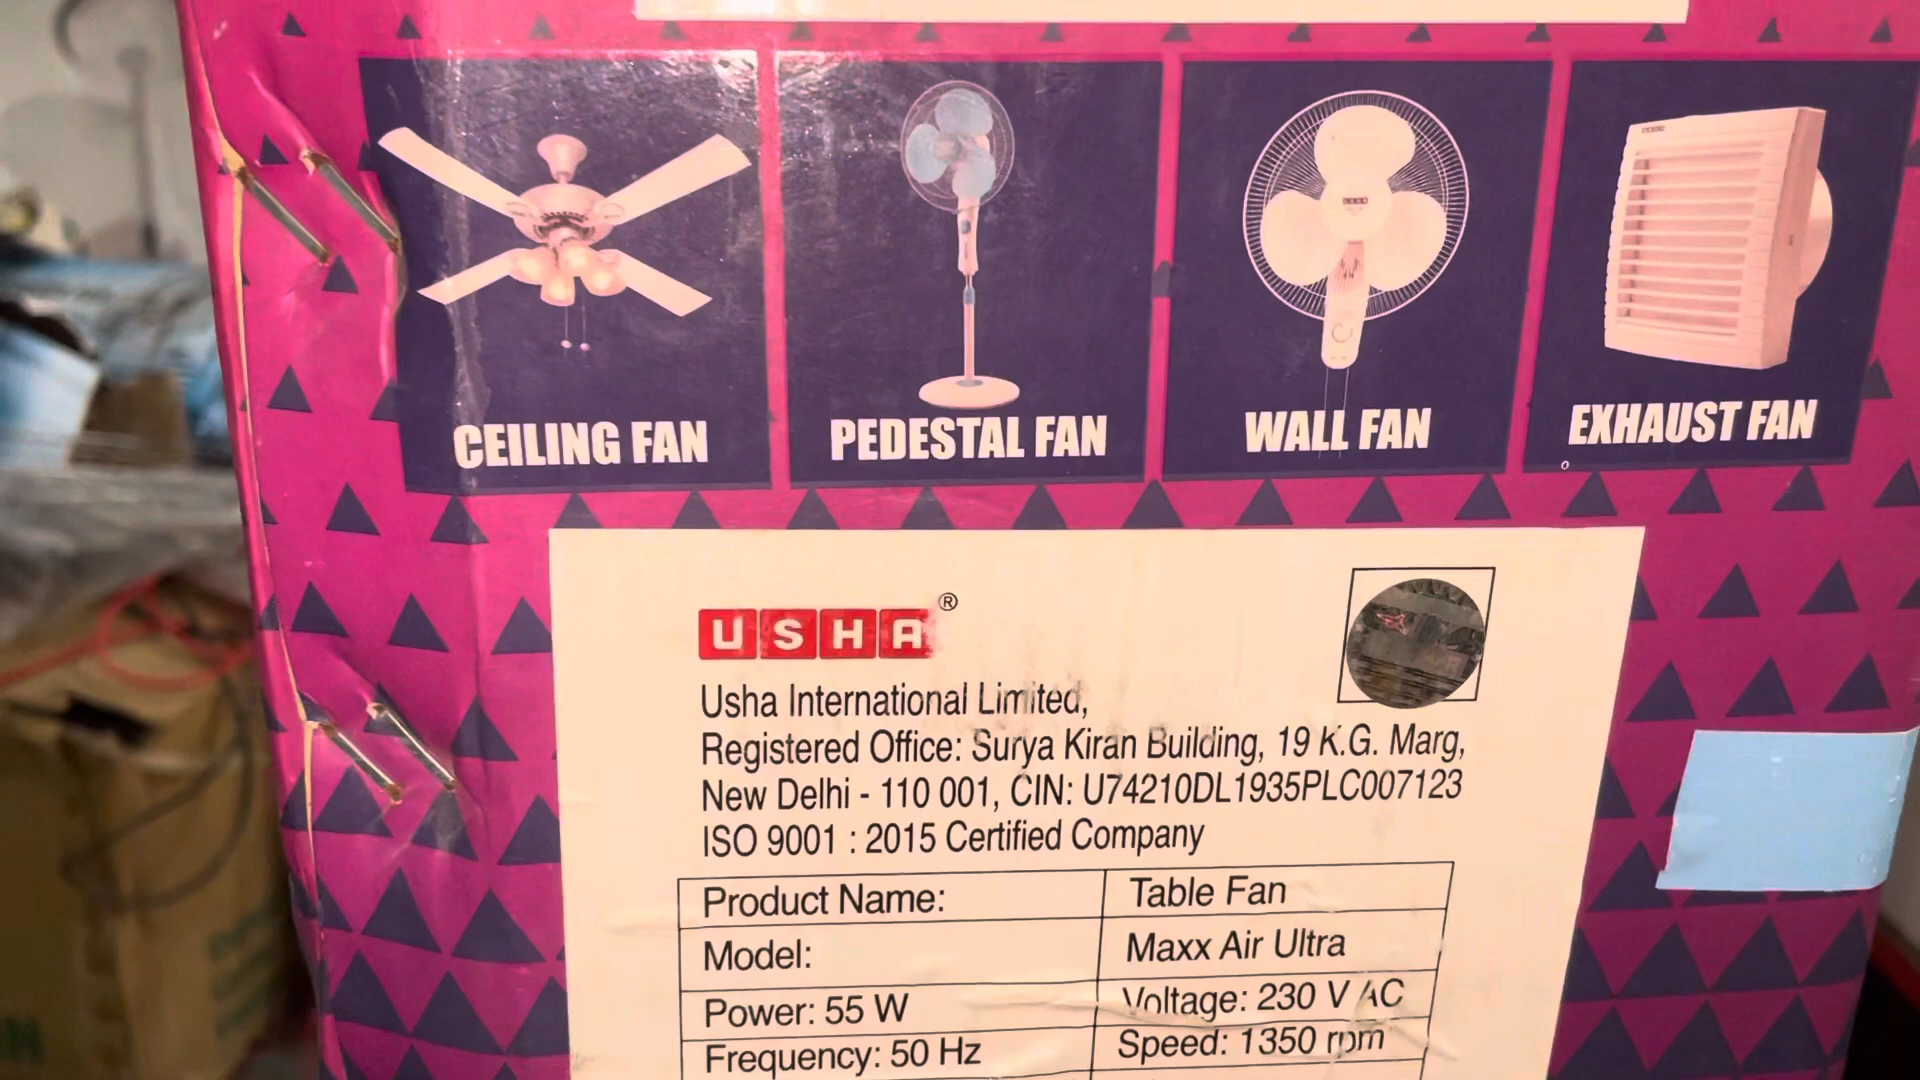 CEILING FAN
PEDESTAL FAN
WALL FAN
EXHAUST FAN
USHA®
Usha International Limited,
Registered Office: Surya Kiran Building, 19 K.G. Marg,
New Delhi - 110 001, CIN: U74210DL1935PLC007123
ISO 9001 : 2015 Certified Company
Product Name: Table Fan
Model: Maxx Air Ultra
Power: 55 W Voltage: 230 V AC
Frequency: 50 Hz Speed: 1350 rpm